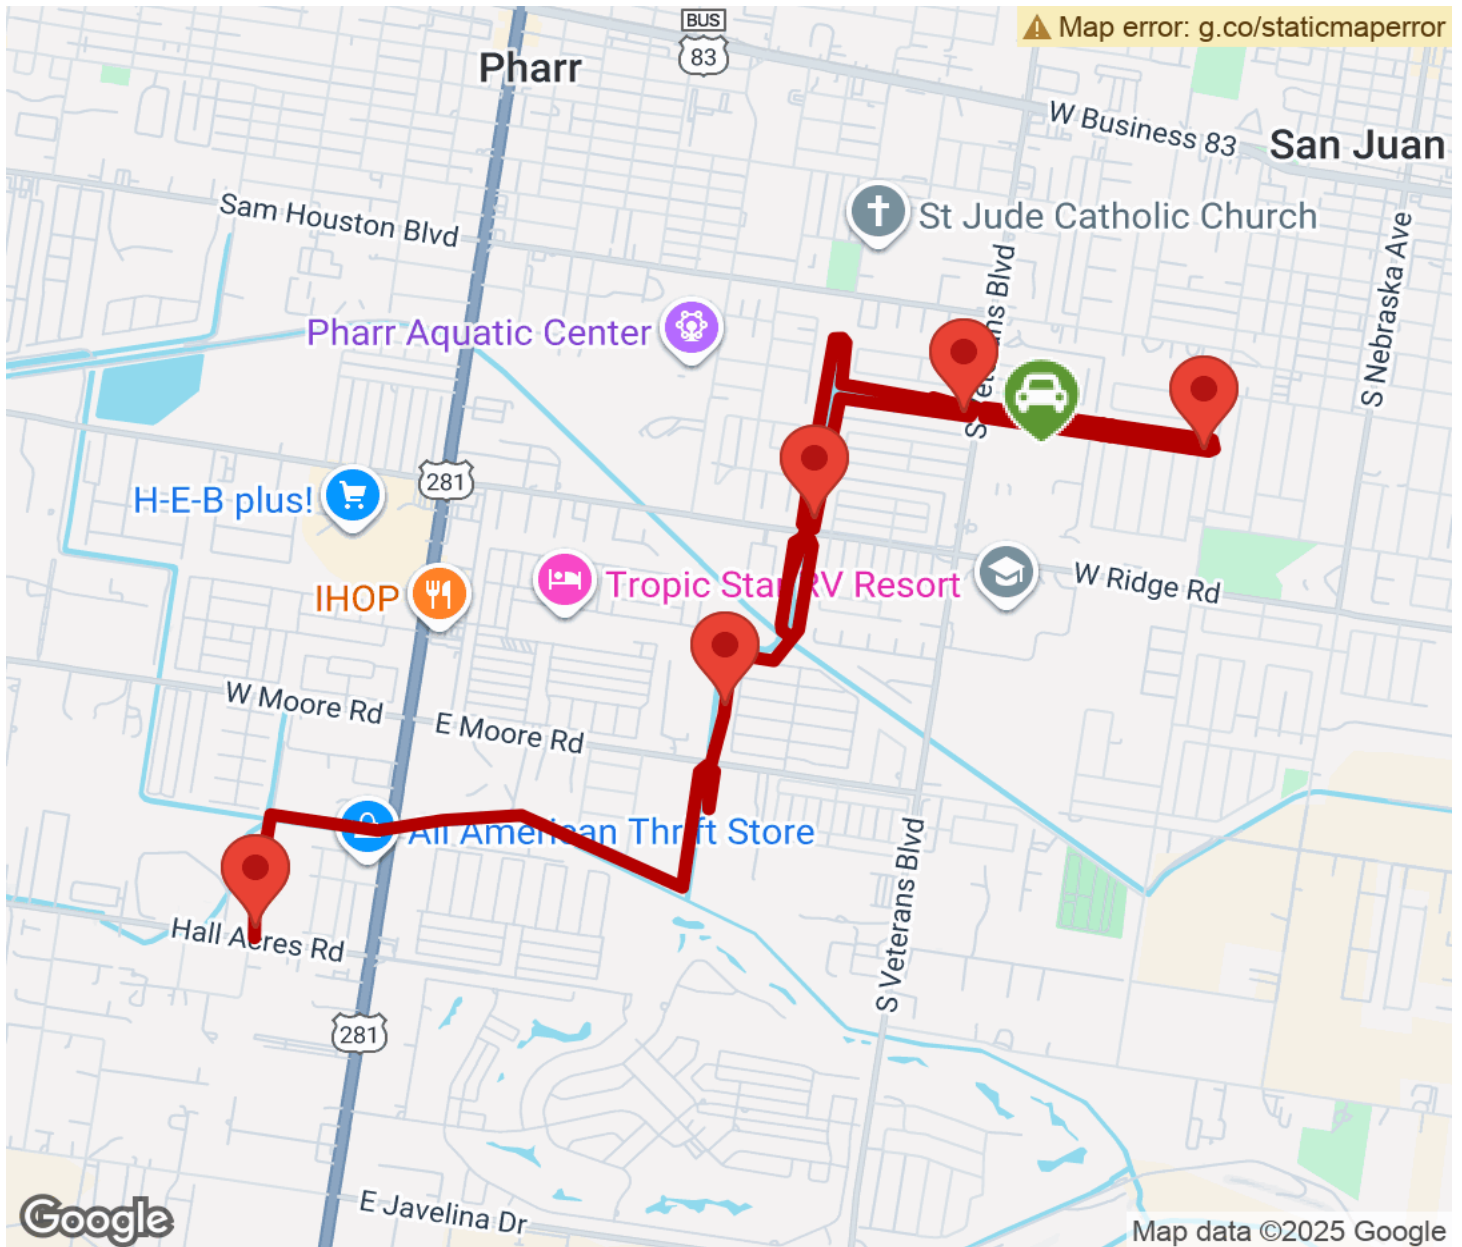 BUS
83
Map error: g.co/staticmaperror
Pharr
W Business 83
San Juan
Sam Houston Blvd
St Jude Catholic Church
S Veterans Blvd
S Nebraska Ave
Pharr Aquatic Center
281
H-E-B plus!
IHOP
Tropic Star RV Resort
W Ridge Rd
W Moore Rd
E Moore Rd
All American Thrift Store
S Veterans Blvd
Hall Acres Rd
281
E Javelina Dr
Google
Map data ©2025 Google